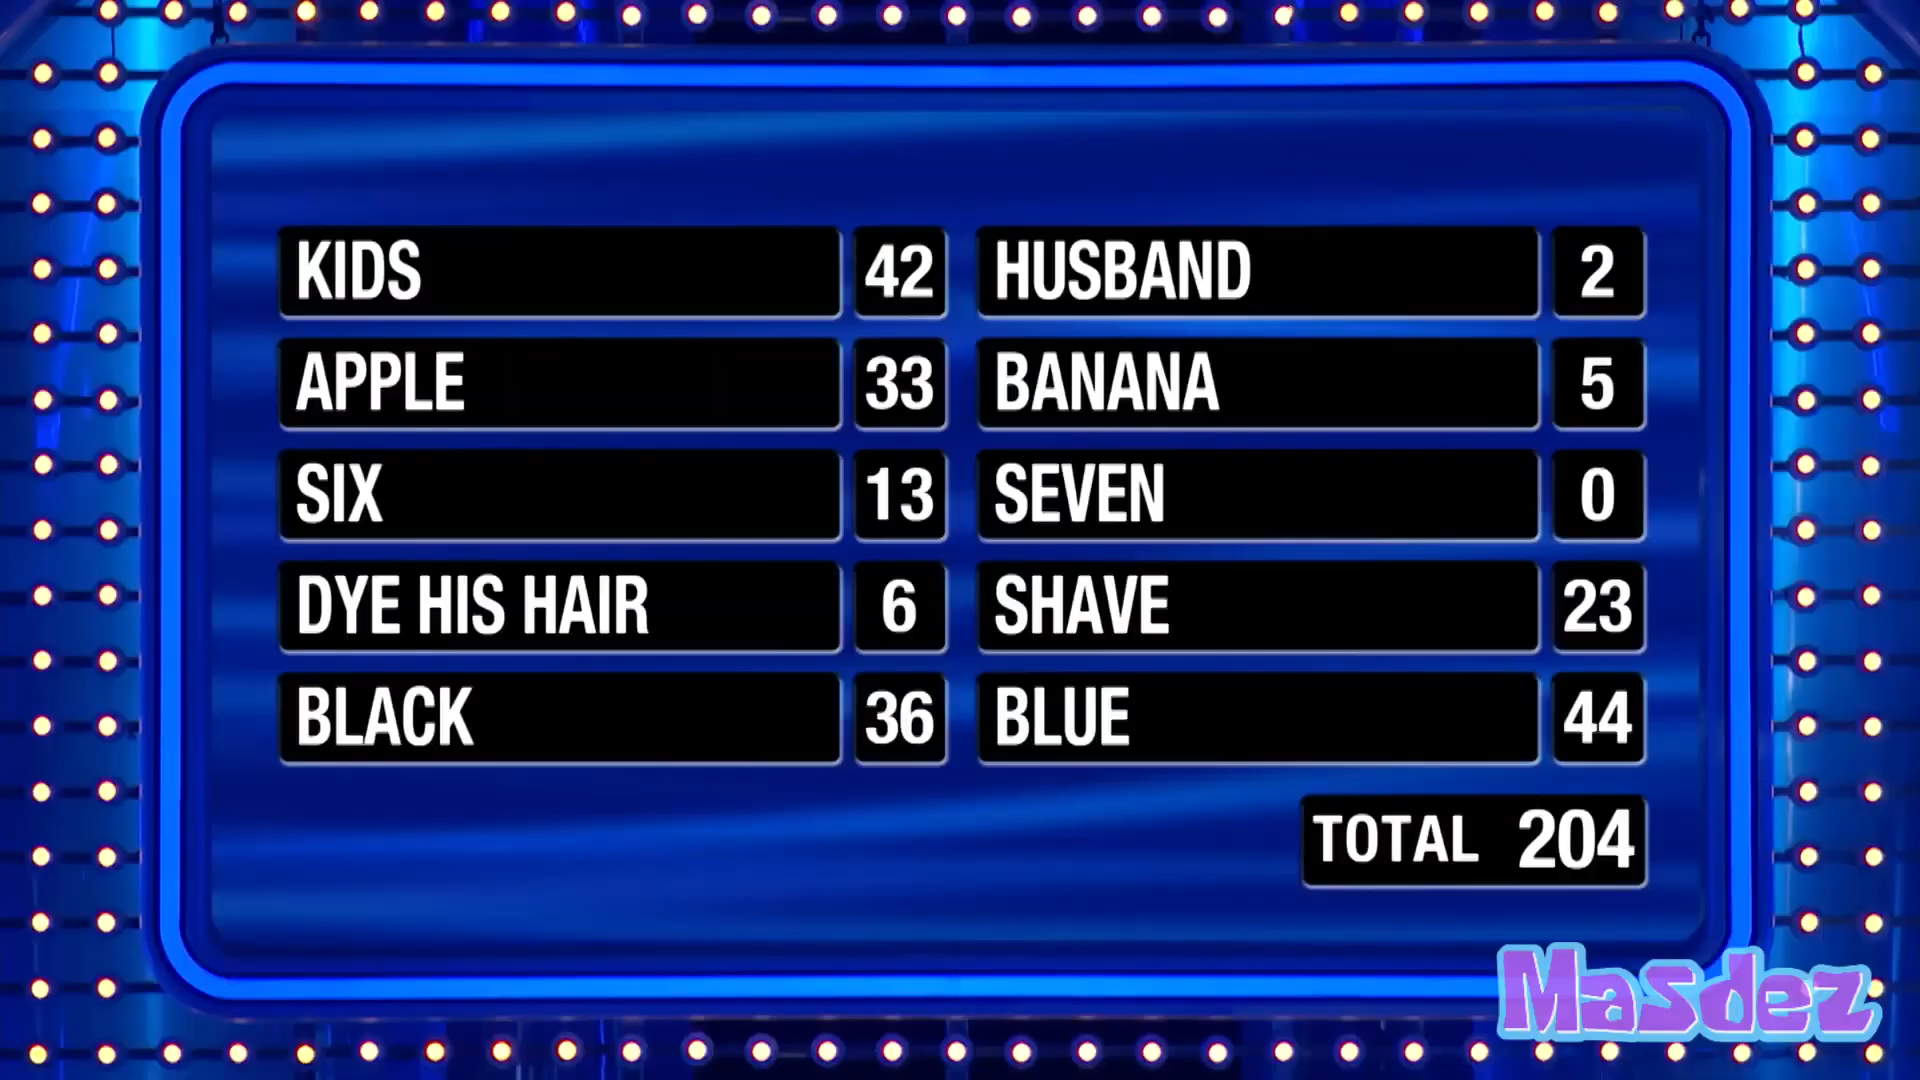 KIDS 42 HUSBAND 2
APPLE 33 BANANA 5
SIX 13 SEVEN 0
DYE HIS HAIR 6 SHAVE 23
BLACK 36 BLUE 44
TOTAL 204
Masdez